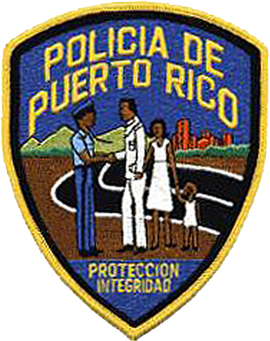 POLICIA DE
PUERTO RICO
PROTECCION
INTEGRIDAD